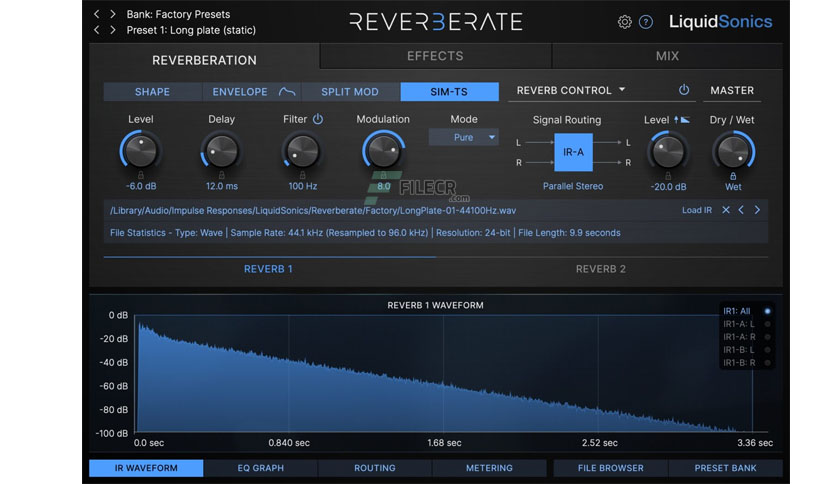 Bank: Factory Presets
Preset 1: Long plate (static)
REVERBERATE
LiquidSonics
REVERBERATION EFFECTS MIX
SHAPE ENVELOPE SPLIT MOD SIM-TS REVERB CONTROL MASTER
Level Delay Filter Modulation Mode Signal Routing Level Dry / Wet
Pure
L IR-A L
R R
-6.0 dB 12.0 ms 100 Hz 8.0 Parallel Stereo -20.0 dB Wet
FILECR
.com
/Library/Audio/Impulse Responses/LiquidSonics/Reverberate/Factory/LongPlate-01-44100Hz.wav Load IR
File Statistics - Type: Wave | Sample Rate: 44.1 kHz (Resampled to 96.0 kHz) | Resolution: 24-bit | File Length: 9.9 seconds
REVERB 1 REVERB 2
REVERB 1 WAVEFORM
0 dB
-20 dB
-40 dB
-60 dB
-80 dB
-100 dB
IR1: All
IR1-A: L
IR1-A: R
IR1-B: L
IR1-B: R
0.0 sec 0.840 sec 1.68 sec 2.52 sec 3.36 sec
IR WAVEFORM EQ GRAPH ROUTING METERING FILE BROWSER PRESET BANK